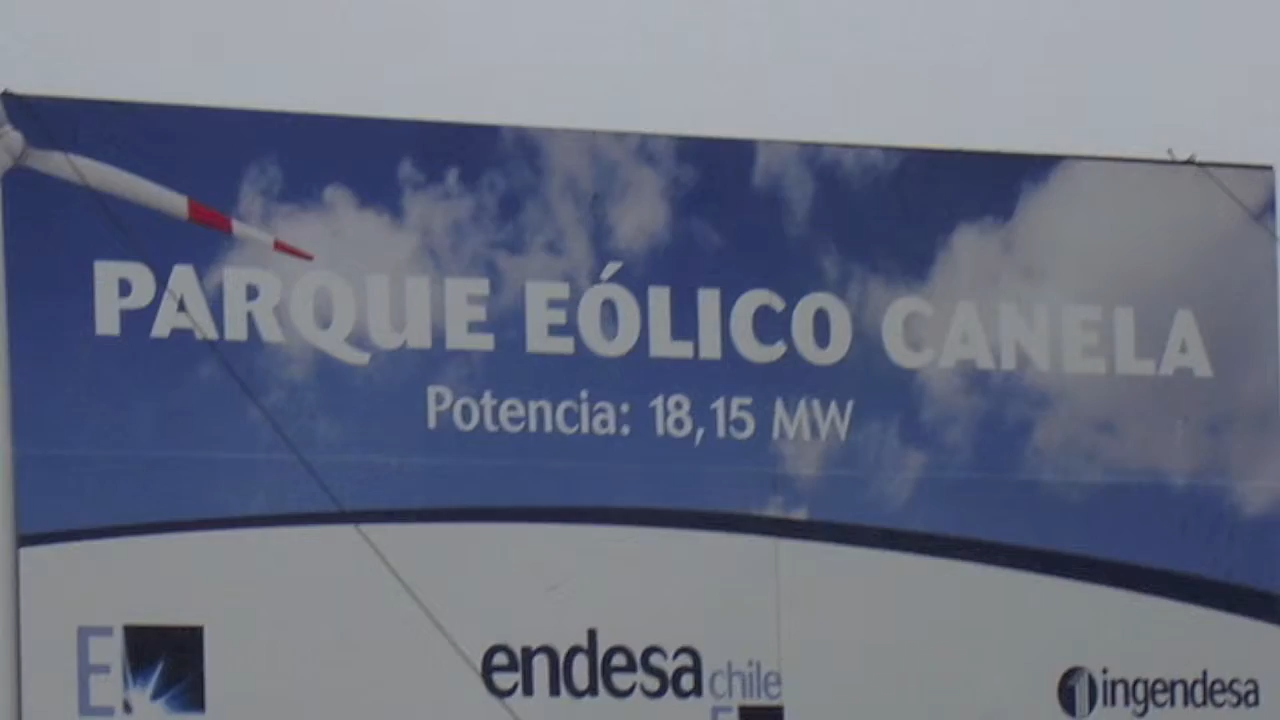 PARQUE EÓLICO CANELA
Potencia: 18,15 MW
E
endesa chile
ingendesa